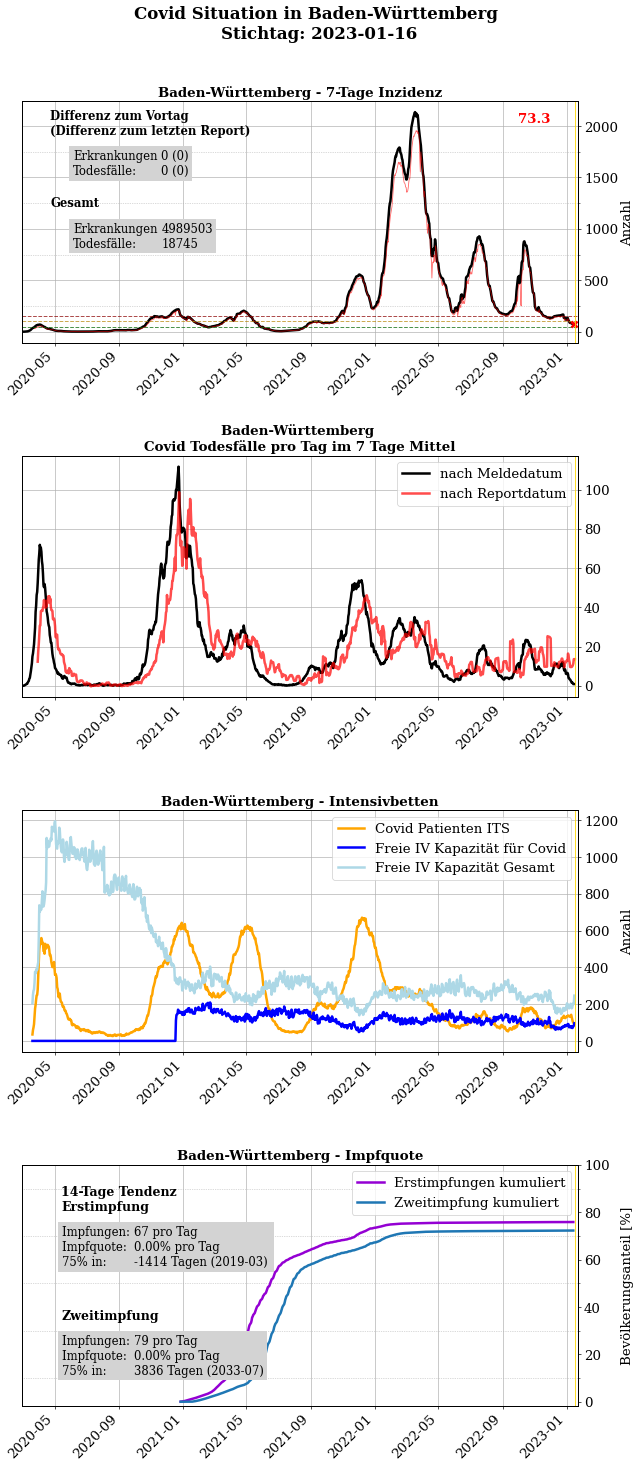 Covid Situation in Baden-Württemberg
Stichtag: 2023-01-16
Baden-Württemberg - 7-Tage Inzidenz
Differenz zum Vortag
(Differenz zum letzten Report)
Erkrankungen 0 (0)
Todesfälle: 0 (0)
Gesamt
Erkrankungen 4989503
Todesfälle: 18745
73.3
2000
1500
1000
500
0
Anzahl
2020-05
2020-09
2021-01
2021-05
2021-09
2022-01
2022-05
2022-09
2023-01
Baden-Württemberg
Covid Todesfälle pro Tag im 7 Tage Mittel
nach Meldedatum
nach Reportdatum
100
80
60
40
20
0
2020-05
2020-09
2021-01
2021-05
2021-09
2022-01
2022-05
2022-09
2023-01
Baden-Württemberg - Intensivbetten
Covid Patienten ITS
Freie IV Kapazität für Covid
Freie IV Kapazität Gesamt
1200
1000
800
600
400
200
0
Anzahl
2020-05
2020-09
2021-01
2021-05
2021-09
2022-01
2022-05
2022-09
2023-01
Baden-Württemberg - Impfquote
14-Tage Tendenz
Erstimpfung
Impfungen: 67 pro Tag
Impfquote: 0.00% pro Tag
75% in: -1414 Tagen (2019-03)
Zweitimpfung
Impfungen: 79 pro Tag
Impfquote: 0.00% pro Tag
75% in: 3836 Tagen (2033-07)
Erstimpfungen kumuliert
Zweitimpfung kumuliert
100
80
60
40
20
0
Bevölkerungsanteil [%]
2020-05
2020-09
2021-01
2021-05
2021-09
2022-01
2022-05
2022-09
2023-01